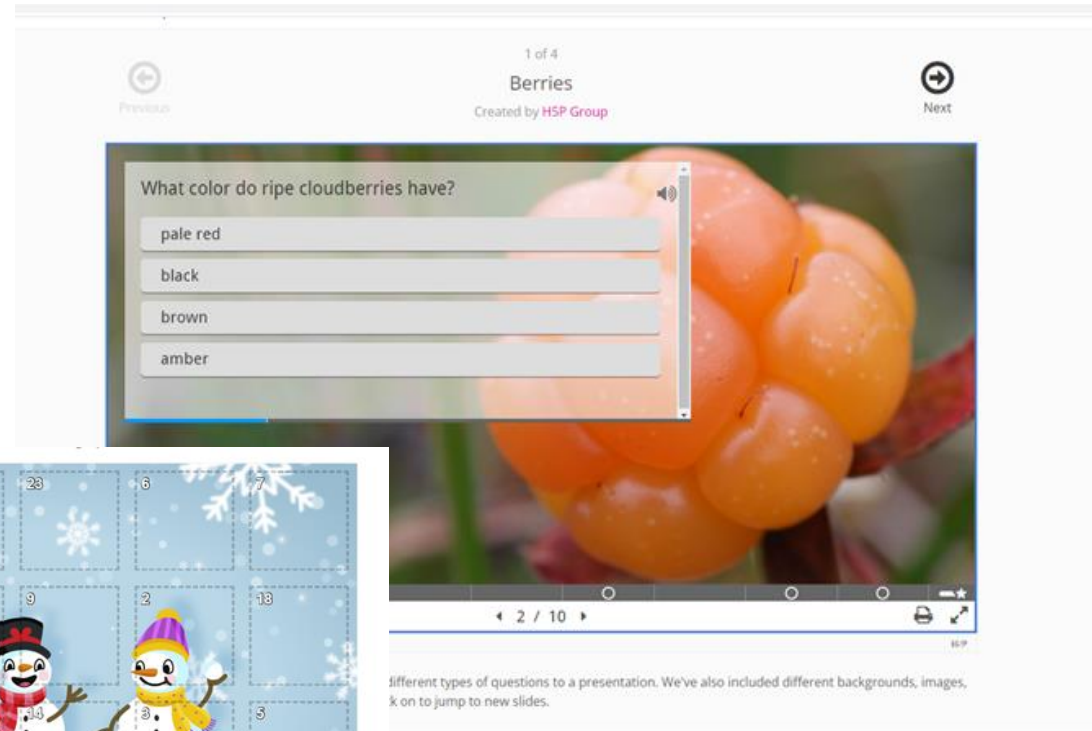 1 of 4
Previous
Berries
Next
Created by H5P Group
What color do ripe cloudberries have?
pale red
black
brown
amber
2 / 10
H5P
different types of questions to a presentation. We've also included different backgrounds, images,
on to jump to new slides.
23
6
7
9
2
13
14
3
5